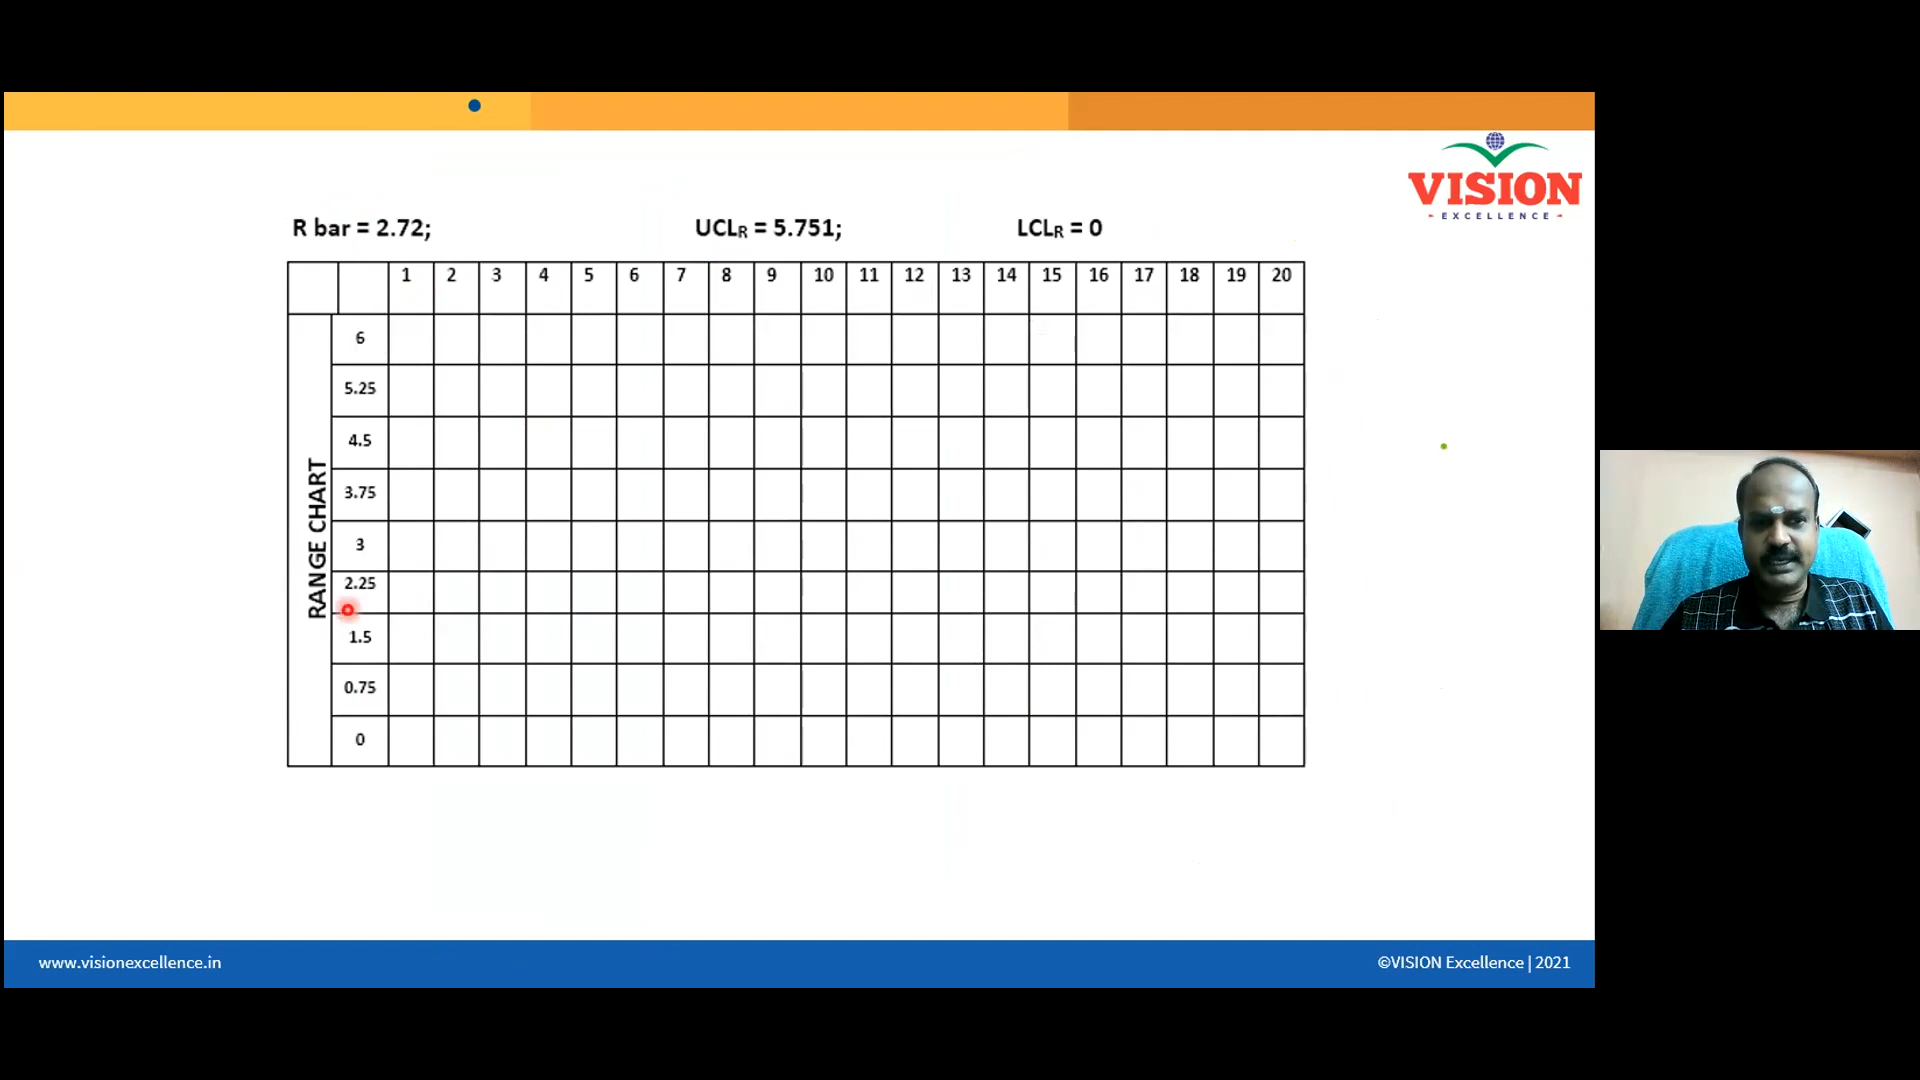 VISION
EXCELLENCE
R bar = 2.72; UCLR = 5.751; LCLR = 0
1 2 3 4 5 6 7 8 9 10 11 12 13 14 15 16 17 18 19 20
RANGE CHART
6
5.25
4.5
3.75
3
2.25
1.5
0.75
0
www.visionexcellence.in
©VISION Excellence | 2021